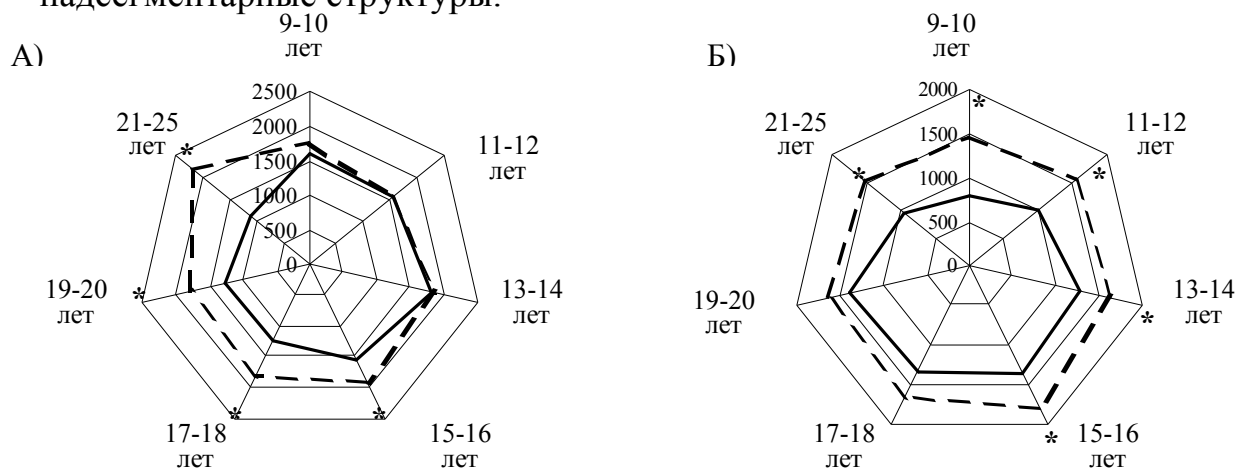 надсегментарные структуры.
А)
9-10
лет
11-12
лет
13-14
лет
15-16
лет
17-18
лет
19-20
лет
21-25
лет
2500
2000
1500
1000
500
0
*
*
*
*
Б)
9-10
лет
11-12
лет
13-14
лет
15-16
лет
17-18
лет
19-20
лет
21-25
лет
2000
1500
1000
500
0
*
*
*
*
*